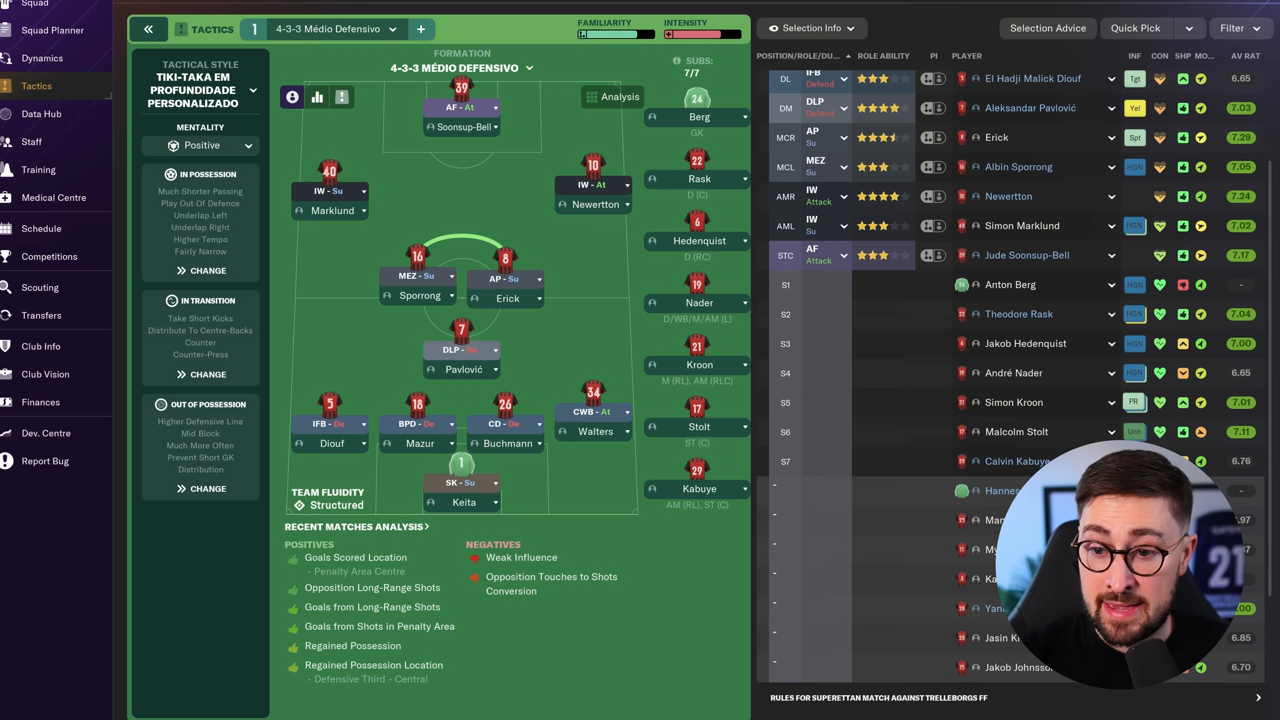 Squad
Squad Planner
Dynamics
Tactics
Data Hub
Staff
Training
Medical Centre
Schedule
Competitions
Scouting
Transfers
Club Info
Club Vision
Finances
Dev. Centre
Report Bug
TACTICS
1
4-3-3 Médio Defensivo
FAMILIARITY
INTENSITY
TACTICAL STYLE
TIKI-TAKA EM
PROFUNDIDADE
PERSONALIZADO
MENTALITY
Positive
IN POSSESSION
Much Shorter Passing
Play Out Of Defence
Underlap Left
Underlap Right
Higher Tempo
Fairly Narrow
CHANGE
IN TRANSITION
Take Short Kicks
Distribute To Centre-Backs
Counter
Counter-Press
CHANGE
OUT OF POSSESSION
Higher Defensive Line
Mid Block
Much More Often
Prevent Short GK
Distribution
CHANGE
FORMATION
4-3-3 MÉDIO DEFENSIVO
Analysis
39
AF - At
Soonsup-Bell
40
IW - Su
Marklund
10
IW - At
Newertton
16
MEZ - Su
Sporrong
8
AP - Su
Erick
7
DLP - De
Pavlović
5
IFB - De
Diouf
18
BPD - De
Mazur
26
CD - De
Buchmann
34
CWB - At
Walters
1
SK - Su
Keita
TEAM FLUIDITY
Structured
SUBS:
7/7
24
Berg
GK
22
Rask
D (C)
6
Hedenquist
D (RC)
19
Nader
D/WB/M/AM (L)
21
Kroon
M (RL), AM (RLC)
17
Stolt
ST (C)
29
Kabuye
AM (RL), ST (C)
RECENT MATCHES ANALYSIS
POSITIVES
Goals Scored Location
- Penalty Area Centre
Opposition Long-Range Shots
Goals from Long-Range Shots
Goals from Shots in Penalty Area
Regained Possession
Regained Possession Location
- Defensive Third - Central
NEGATIVES
Weak Influence
Opposition Touches to Shots
Conversion
Selection Info
Selection Advice
Quick Pick
Filter
POSITION/ROLE/DU... ROLE ABILITY PI PLAYER INF CON SHP MO... AV RAT
DL IFB Defend El Hadji Malick Diouf Tgt 6.65
DM DLP Defend Aleksandar Pavlović Yel 7.03
MCR AP Su Erick Spt 7.29
MCL MEZ Su Albin Sporrong HGN 7.05
AMR IW Attack Newertton 7.24
AML IW Su Simon Marklund HGN 7.02
STC AF Attack Jude Soonsup-Bell 7.17
S1 Anton Berg HGN -
S2 Theodore Rask HGN 7.04
S3 Jakob Hedenquist HGN 7.00
S4 André Nader HGN 6.65
S5 Simon Kroon PR 7.01
S6 Malcolm Stolt Unh 7.11
S7 Calvin Kabuye 6.76
- Hannes -
-
-
-
-
- 6.85
- Jakob Johnsso 6.70
21
RULES FOR SUPERETTAN MATCH AGAINST TRELLEBORGS FF